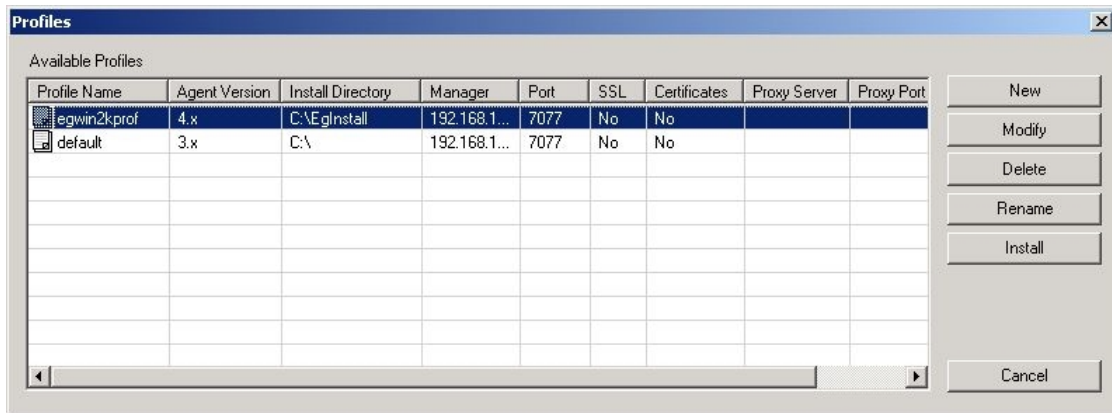 Profiles
Available Profiles
Profile Name Agent Version Install Directory Manager Port SSL Certificates Proxy Server Proxy Port
egwin2kprof 4.x C:\EgInstall 192.168.1... 7077 No No
default 3.x C:\ 192.168.1... 7077 No No
New
Modify
Delete
Rename
Install
Cancel